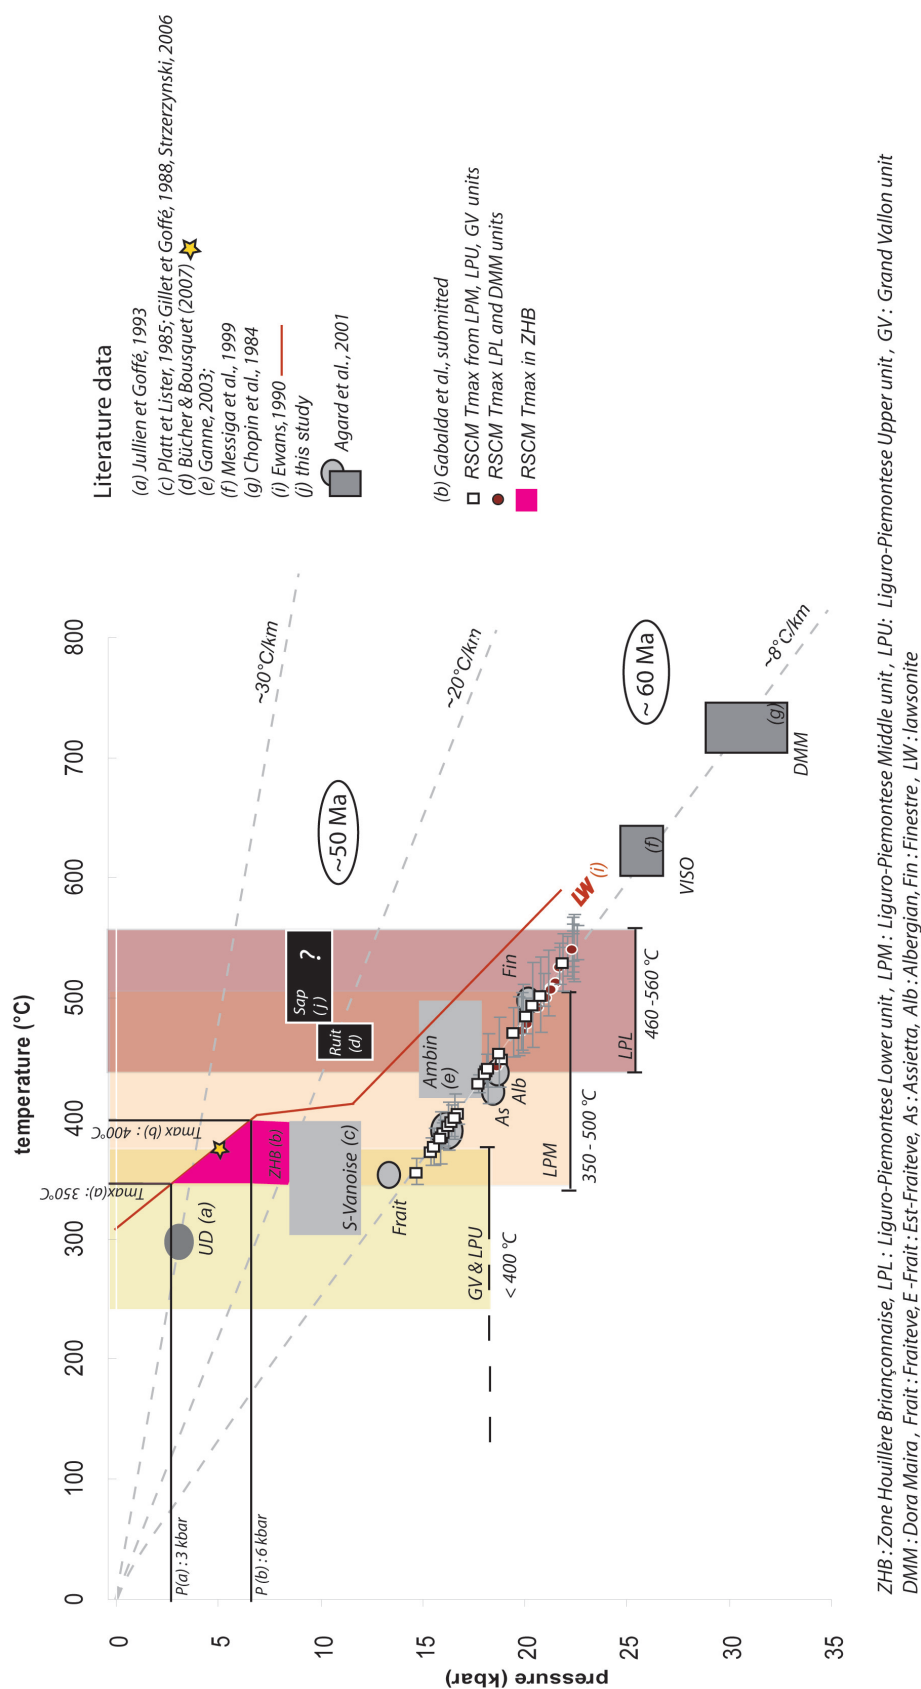 temperature (°C)
0
100
200
300
400
500
600
700
800
pressure (kbar)
0
5
10
15
20
25
30
35
Tmax(a): 350°C
Tmax (b) : 400°C
P(a) : 3 kbar
P (b) : 6 kbar
~30°C/km
~20°C/km
~8°C/km
~50 Ma
~ 60 Ma
UD (a)
ZHB (b)
S-Vanoise (c)
Sap
(j)
?
Ruit
(d)
Ambin
(e)
Frait
As
Alb
Fin
LW (i)
VISO
(f)
DMM
(g)
GV & LPU
< 400 °C
LPM
350 - 500 °C
LPL
460 -560 °C
Literature data
(a) Jullien et Goffé, 1993
(c) Platt et Lister, 1985; Gillet et Goffé, 1988, Strzerzynski, 2006
(d) Bücher & Bousquet (2007)
(e) Ganne, 2003;
(f) Messiga et al., 1999
(g) Chopin et al., 1984
(i) Ewans, 1990
(j) this study
Agard et al., 2001
(b) Gabalda et al., submitted
RSCM Tmax from LPM, LPU, GV units
RSCM Tmax LPL and DMM units
RSCM Tmax in ZHB
ZHB : Zone Houillère Briançonnaise, LPL : Liguro-Piemontese Lower unit , LPM : Liguro-Piemontese Middle unit , LPU: Liguro-Piemontese Upper unit , GV : Grand Vallon unit
DMM : Dora Maira , Frait : Fraiteve, E -Frait : Est-Fraiteve, As : Assietta, Alb : Albergian, Fin : Finestre , LW : lawsonite